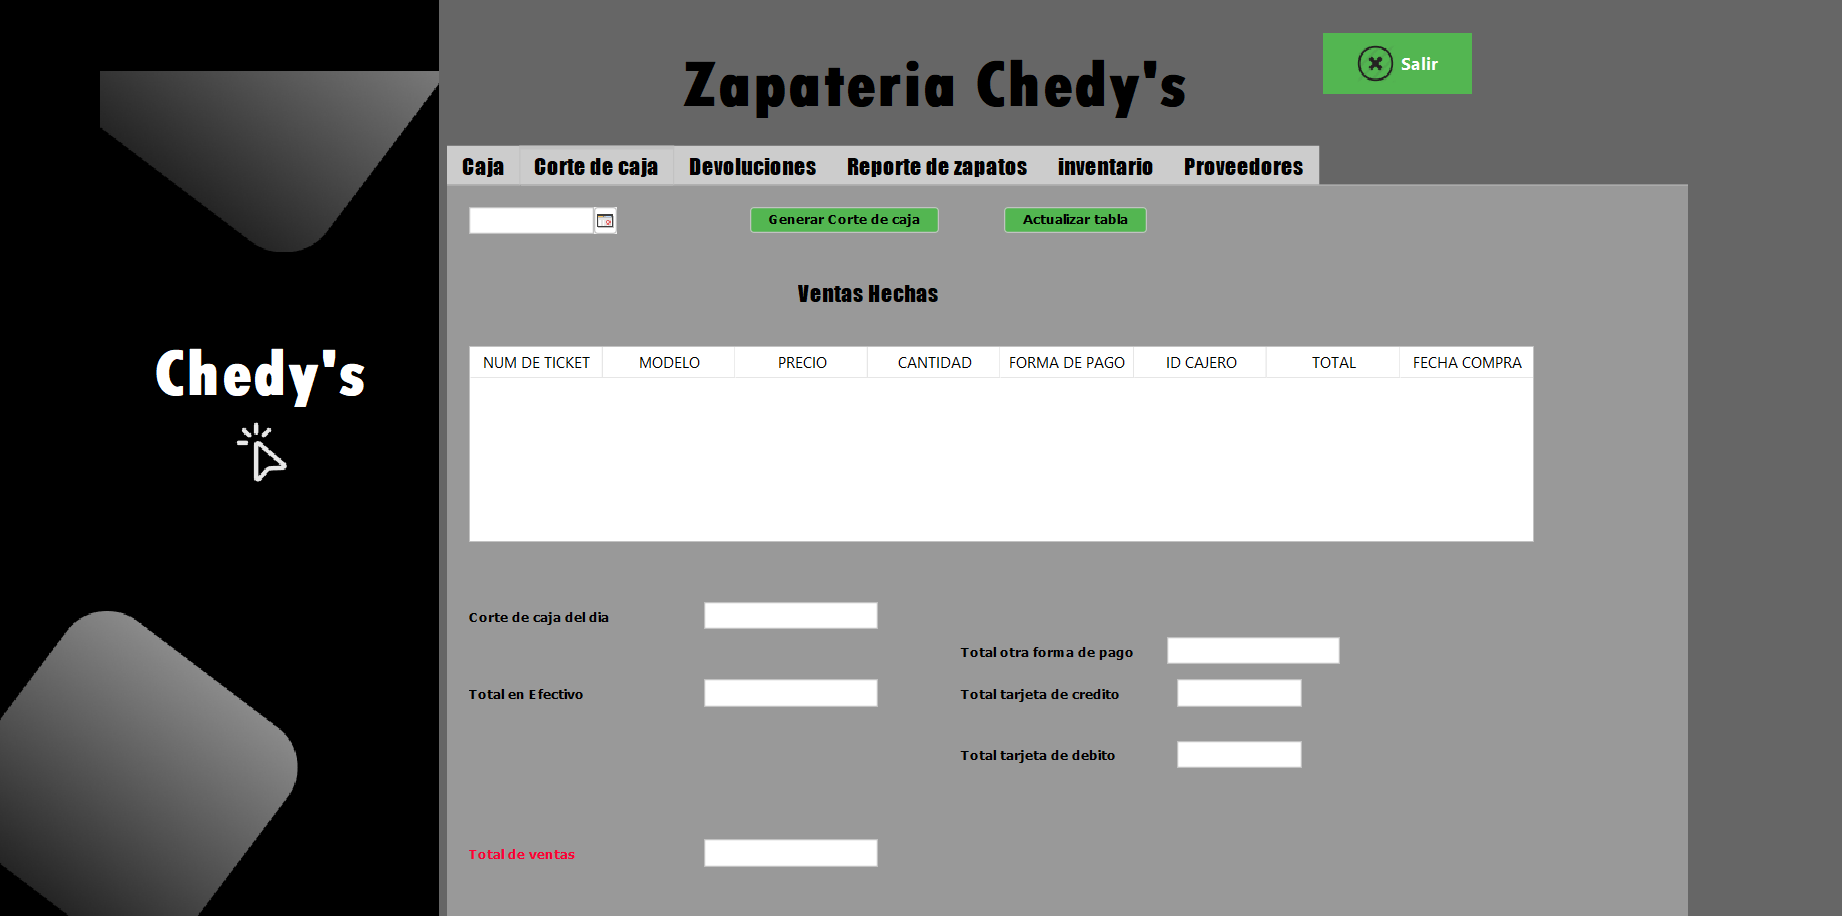 Zapateria Chedy's
Salir
Caja Corte de caja Devoluciones Reporte de zapatos inventario Proveedores
Generar Corte de caja Actualizar tabla
Ventas Hechas
Chedy's
NUM DE TICKET MODELO PRECIO CANTIDAD FORMA DE PAGO ID CAJERO TOTAL FECHA COMPRA
Corte de caja del dia
Total otra forma de pago
Total en Efectivo
Total tarjeta de credito
Total tarjeta de debito
Total de ventas